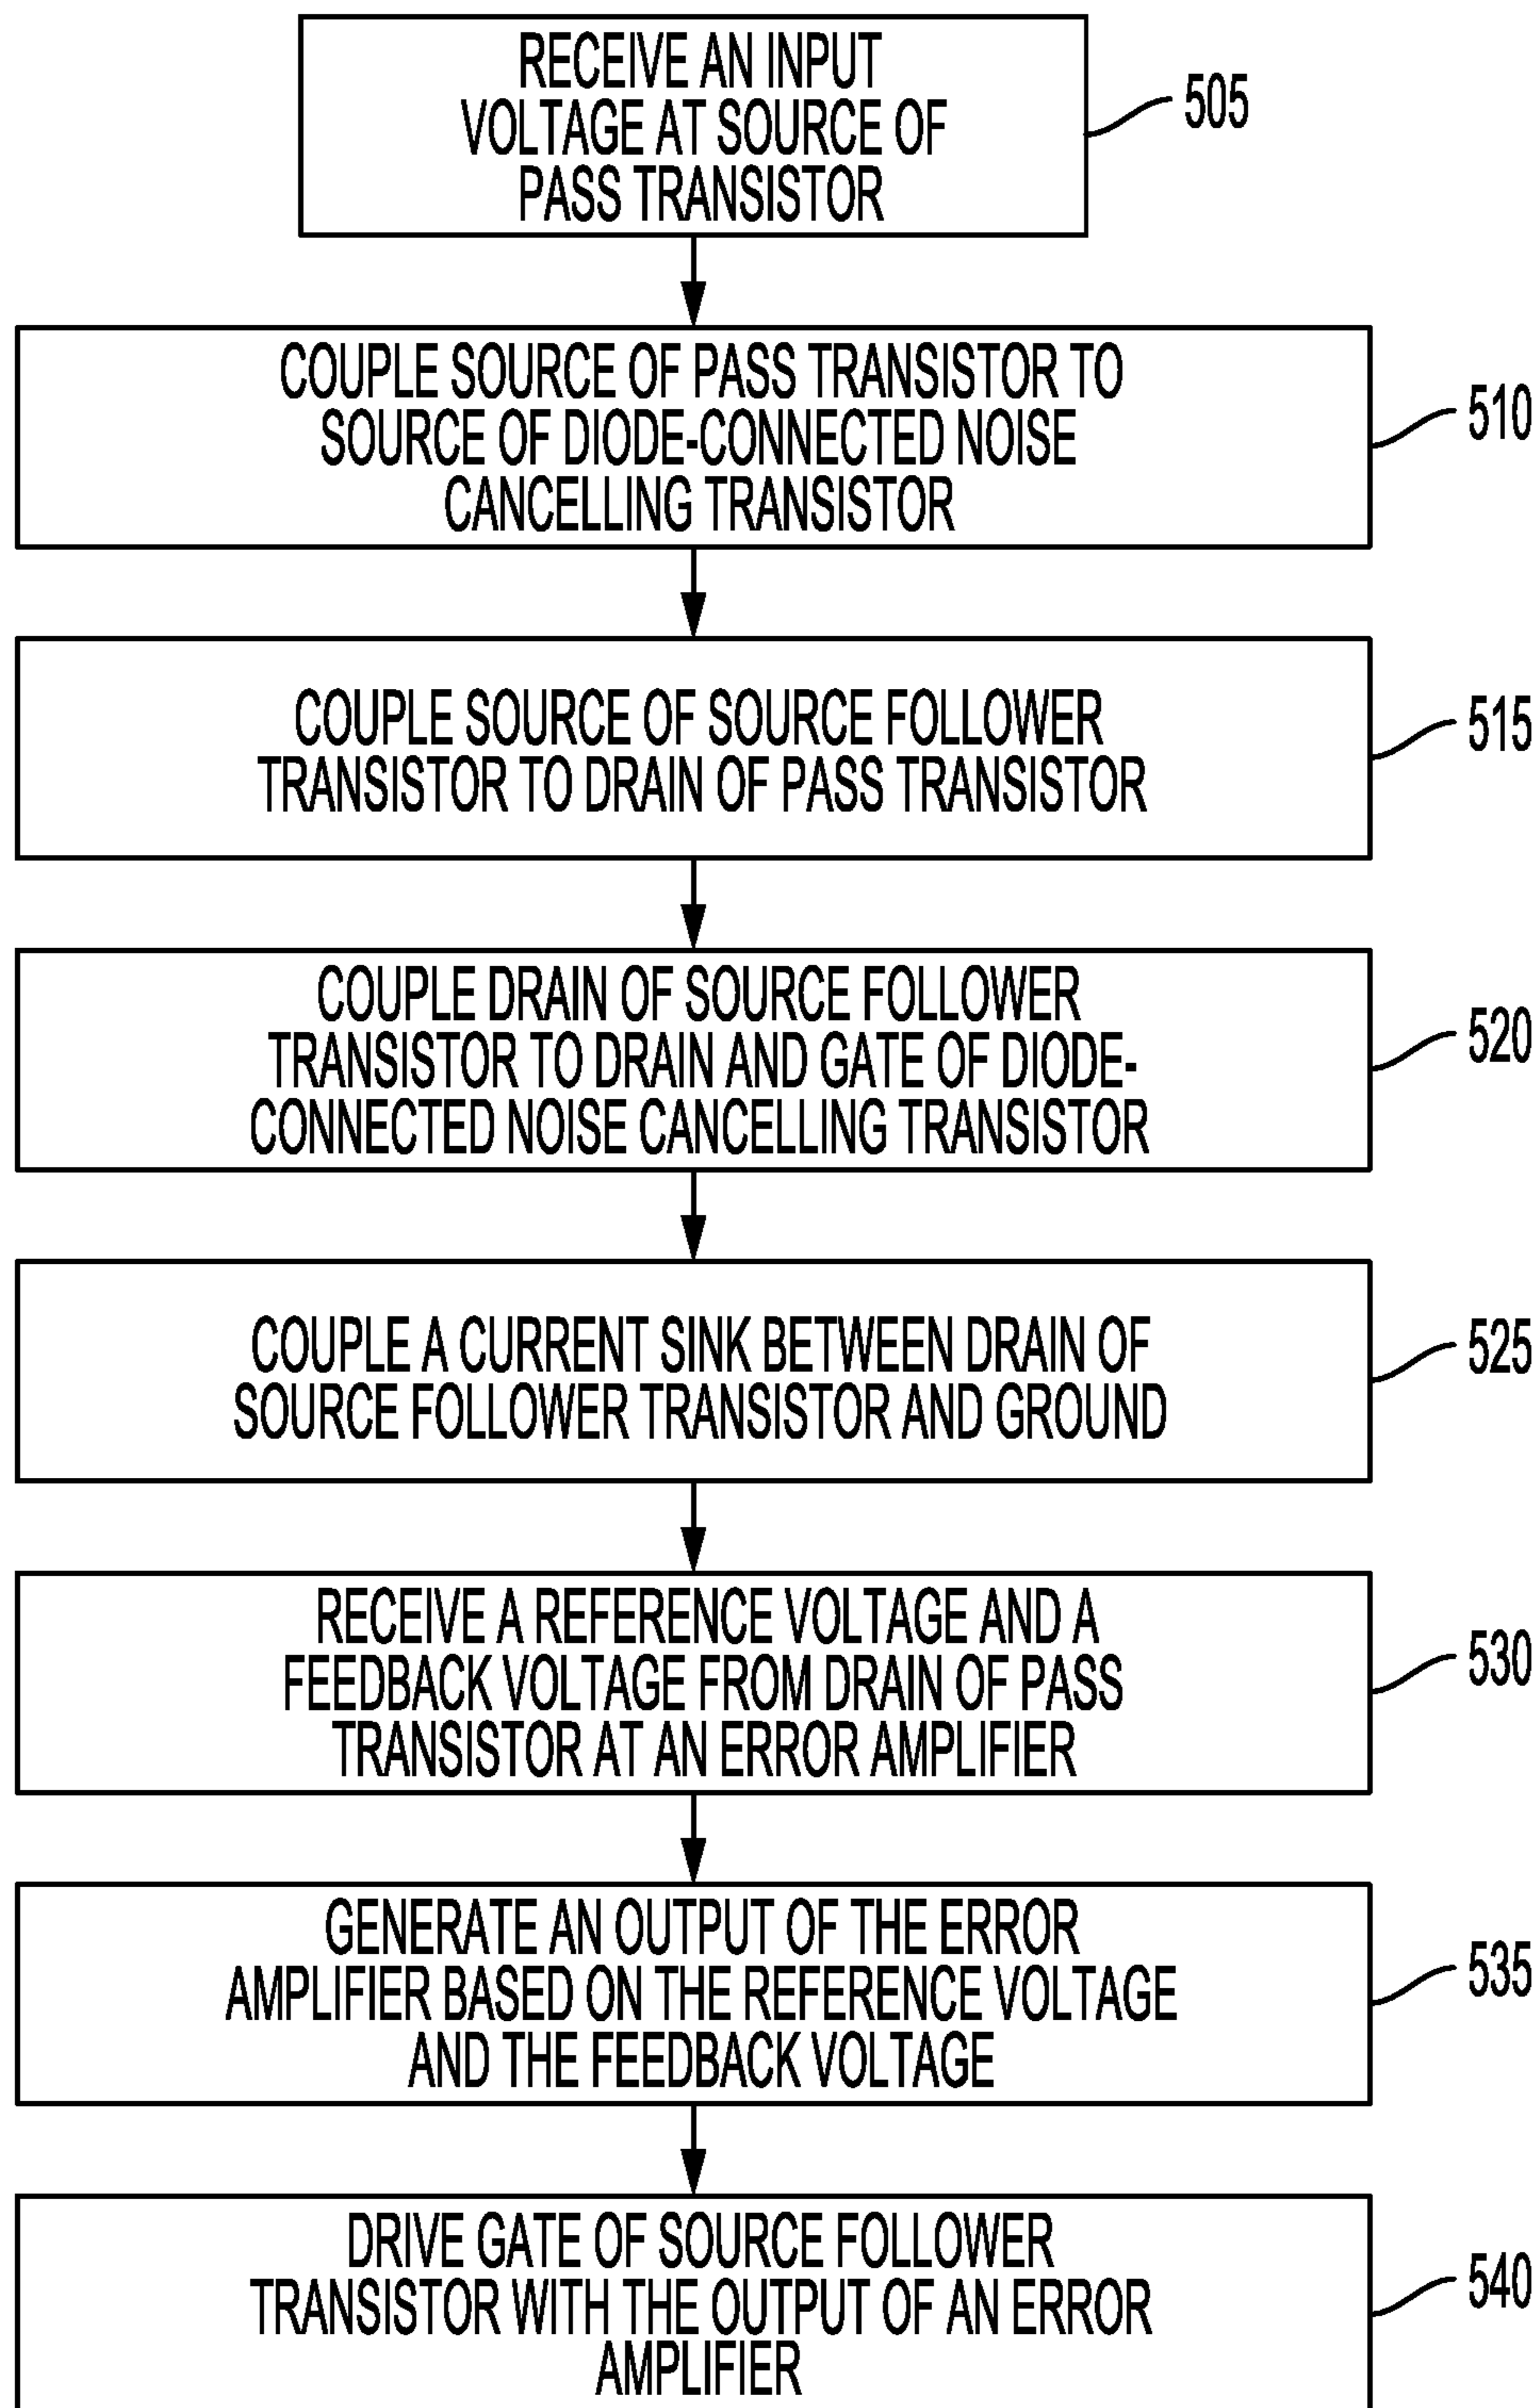 RECEIVE AN INPUT
VOLTAGE AT SOURCE OF
PASS TRANSISTOR
505
COUPLE SOURCE OF PASS TRANSISTOR TO
SOURCE OF DIODE-CONNECTED NOISE
CANCELLING TRANSISTOR
510
COUPLE SOURCE OF SOURCE FOLLOWER
TRANSISTOR TO DRAIN OF PASS TRANSISTOR
515
COUPLE DRAIN OF SOURCE FOLLOWER
TRANSISTOR TO DRAIN AND GATE OF DIODE-
CONNECTED NOISE CANCELLING TRANSISTOR
520
COUPLE A CURRENT SINK BETWEEN DRAIN OF
SOURCE FOLLOWER TRANSISTOR AND GROUND
525
RECEIVE A REFERENCE VOLTAGE AND A
FEEDBACK VOLTAGE FROM DRAIN OF PASS
TRANSISTOR AT AN ERROR AMPLIFIER
530
GENERATE AN OUTPUT OF THE ERROR
AMPLIFIER BASED ON THE REFERENCE VOLTAGE
AND THE FEEDBACK VOLTAGE
535
DRIVE GATE OF SOURCE FOLLOWER
TRANSISTOR WITH THE OUTPUT OF AN ERROR
AMPLIFIER
540